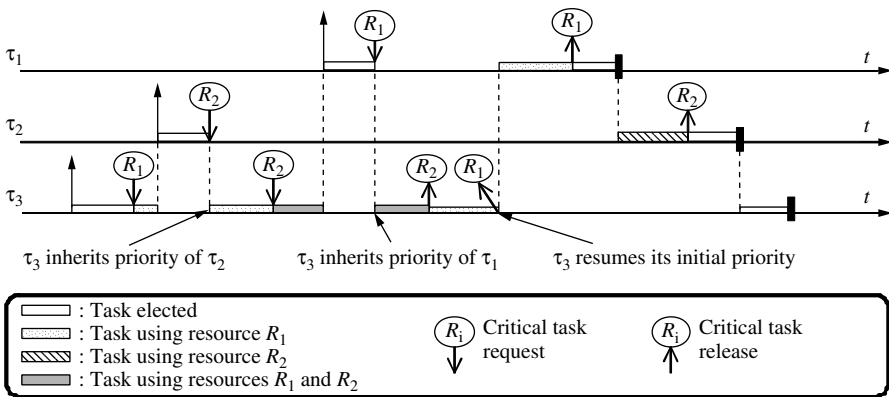 R1 R1
τ1 t
R2 R2
τ2 t
R1 R2 R2 R1
τ3 t
τ3 inherits priority of τ2 τ3 inherits priority of τ1 τ3 resumes its initial priority
: Task elected
: Task using resource R1
: Task using resource R2
: Task using resources R1 and R2
Ri Critical task
request
Ri Critical task
release